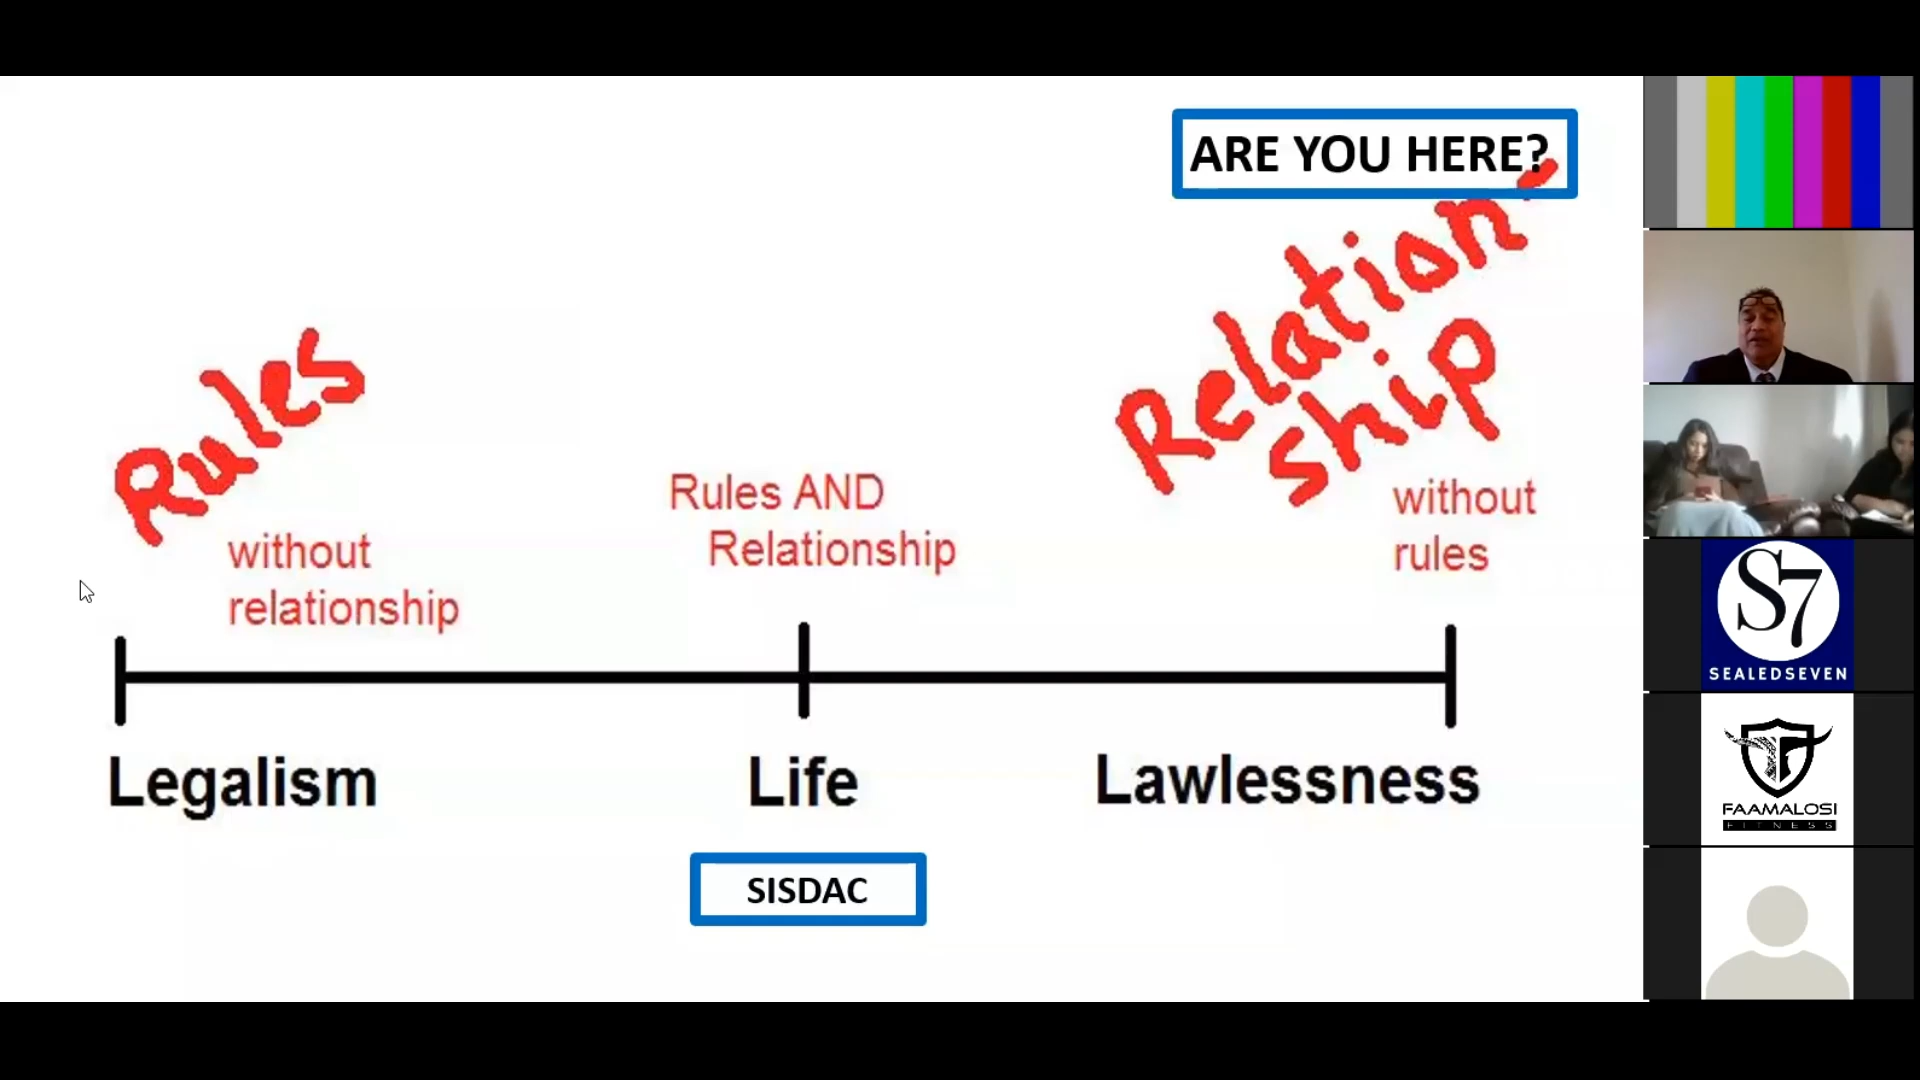 ARE YOU HERE?
Relation-
ship
without
rules
Rules
without
relationship
Rules AND
Relationship
Legalism
Life
Lawlessness
SISDAC
S7
SEALEDSEVEN
FAAMALOSI
FITNESS